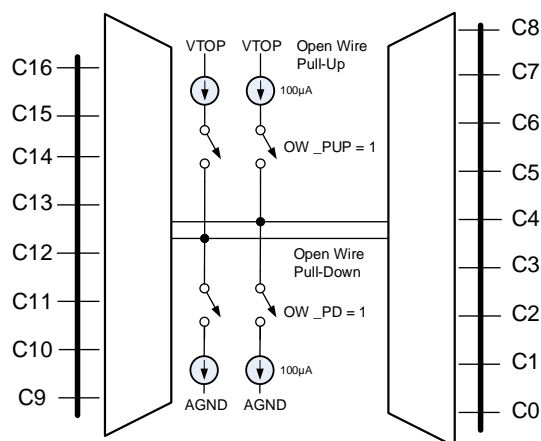 VTOP VTOP Open Wire
Pull-Up
100µA
OW _PUP = 1
Open Wire
Pull-Down
OW _PD = 1
100µA
AGND AGND
C16
C15
C14
C13
C12
C11
C10
C9
C8
C7
C6
C5
C4
C3
C2
C1
C0